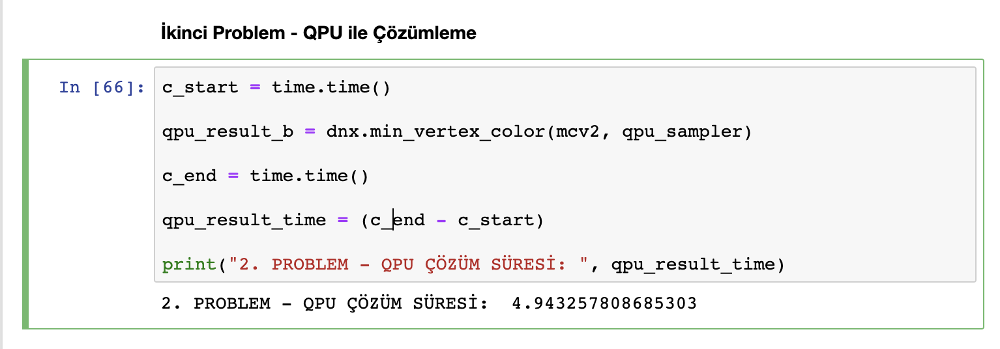 İkinci Problem - QPU ile Çözümleme
In [66]: c_start = time.time()
qpu_result_b = dnx.min_vertex_color(mcv2, qpu_sampler)
c_end = time.time()
qpu_result_time = (c_end - c_start)
print("2. PROBLEM - QPU ÇÖZÜM SÜRESİ: ", qpu_result_time)
2. PROBLEM - QPU ÇÖZÜM SÜRESİ:  4.943257808685303